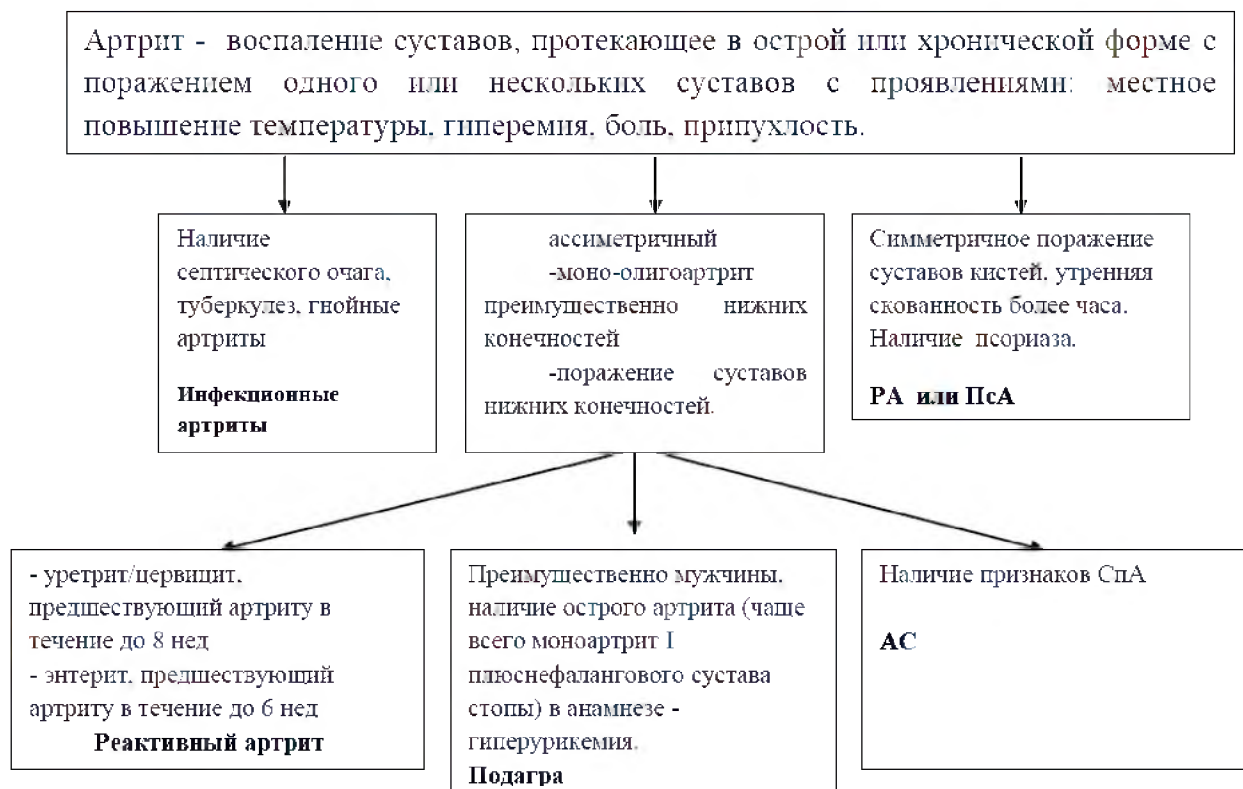 Артрит - воспаление суставов, протекающее в острой или хронической форме с
поражением одного или нескольких суставов с проявлениями: местное
повышение температуры, гиперемия, боль, припухлость.
Наличие
септического очага,
туберкулез, гнойные
артриты
Инфекционные
артриты
ассиметричный
-моно-олигоартрит
преимущественно нижних
конечностей
-поражение суставов
нижних конечностей.
Симметричное поражение
суставов кистей, утренняя
скованность более часа.
Наличие псориаза.
РА или ПсА
- уретрит/цервицит,
предшествующий артриту в
течение до 8 нед
- энтерит, предшествующий
артриту в течение до 6 нед
Реактивный артрит
Преимущественно мужчины,
наличие острого артрита (чаще
всего моноартрит I
плюснефалангового сустава
стопы) в анамнезе -
гиперурикемия.
Подагра
Наличие признаков СпА
АС